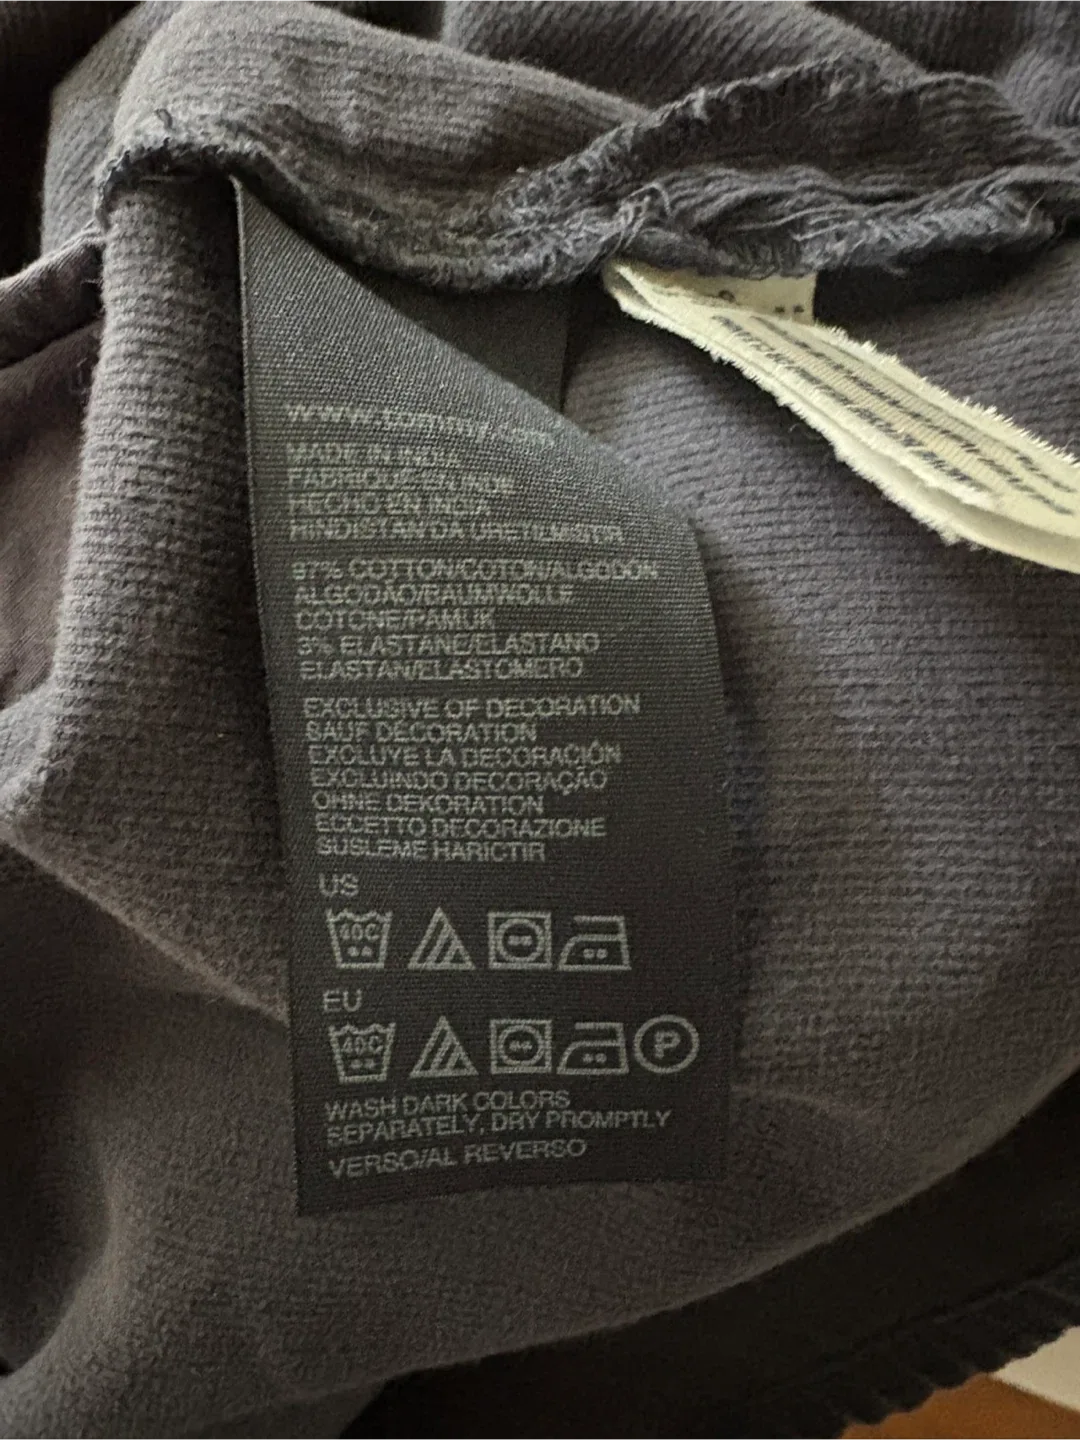 www.tommy.com
MADE IN INDIA
FABRIQUÉ EN INDE
HECHO EN INDIA
HINDISTAN DA URETILMISTIR
97% COTTON/COTON/ALGODON
ALGODAO/BAUMWOLLE
COTONE/PAMUK
3% ELASTANE/ELASTANO
ELASTAN/ELASTOMERO
EXCLUSIVE OF DECORATION
SAUF DÉCORATION
EXCLUYE LA DECORACIÓN
EXCLUINDO DECORAÇÃO
OHNE DEKORATION
ECCETTO DECORAZIONE
SUSLEME HARICTIR
US
40C
EU
40C P
WASH DARK COLORS
SEPARATELY, DRY PROMPTLY
VERSO/AL REVERSO